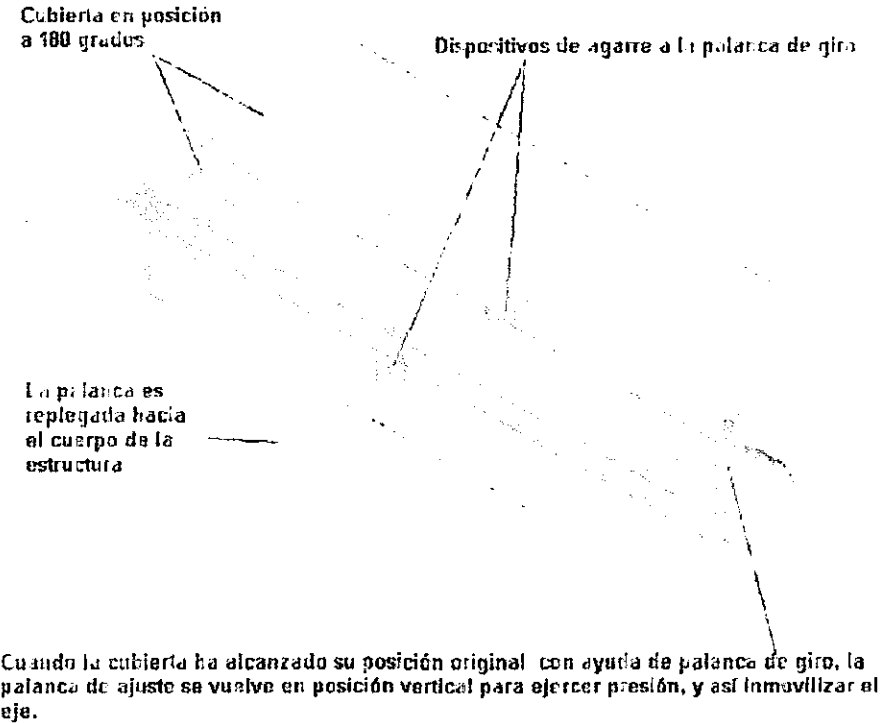 Cubierta en posición
a 180 grados
Dispositivos de agarre a la palanca de giro
La palanca es
replegada hacia
el cuerpo de la
estructura
Cuando la cubierta ha alcanzado su posición original con ayuda de palanca de giro, la
palanca de ajuste se vuelve en posición vertical para ejercer presión, y así inmovilizar el
eje.